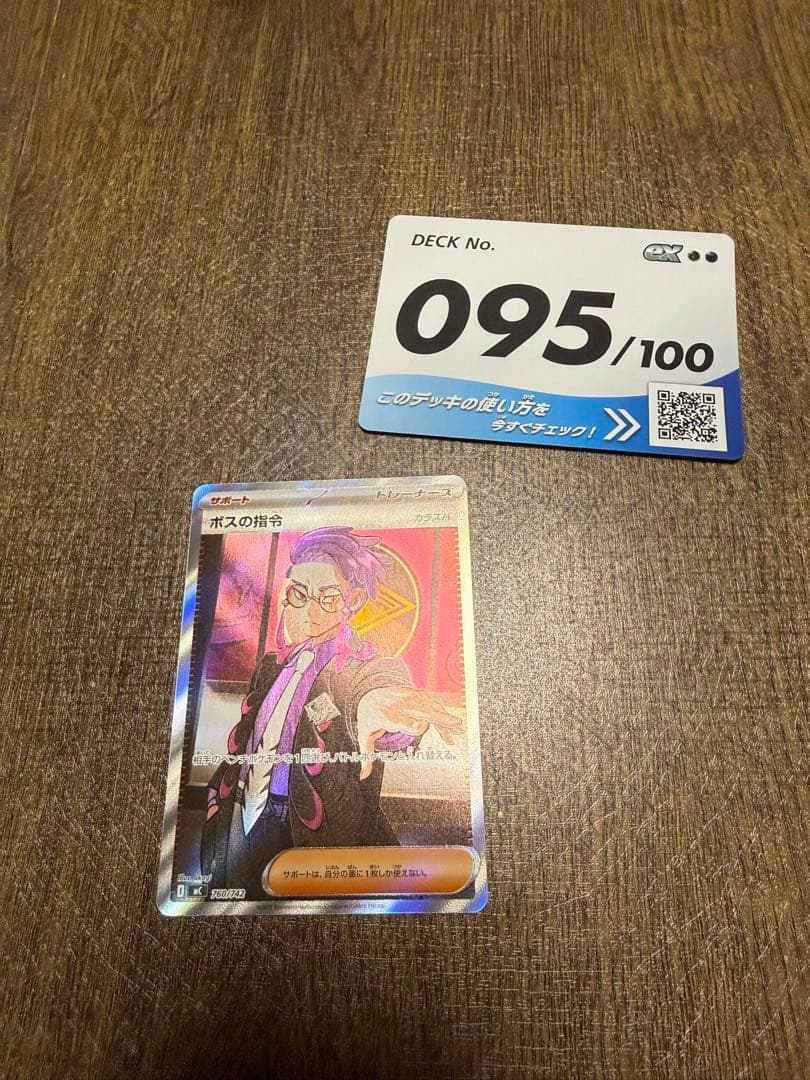 DECK No.
ex
095/100
このデッキの使い方を
今すぐチェック!
サポート
トレーナーズ
ボスの指令
カラスバ
相手のベンチポケモンを1匹選び、バトルポケモンと入れ替える。
サポートは、自分の番に1枚しか使えない。
Illus. akagi
MC
760/742